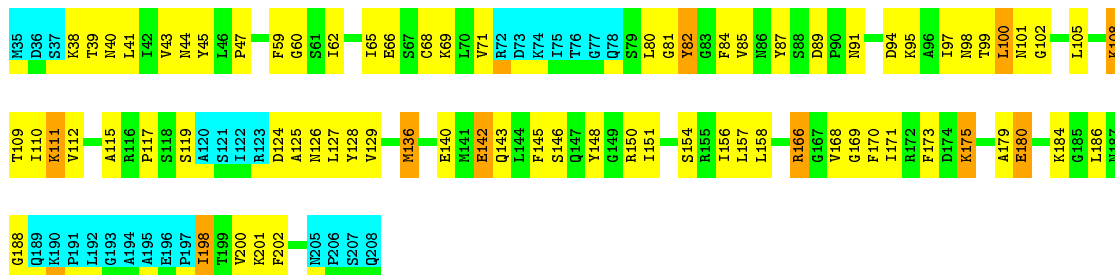 M35 D36 S37 K38 T39 N40 L41 I42 V43 N44 Y45 L46 P47 F59 G60 S61 I62 I65 E66 S67 C68 K69 L70 V71 R72 D73 K74 I75 T76 G77 Q78 S79 L80 G81 Y82 G83 F84 V85 N86 Y87 S88 D89 P90 N91 D94 K95 A96 I97 N98 T99 L100 N101 G102 L105 K108
T109 I110 K111 V112 A115 R116 P117 S118 S119 A120 S121 I122 R123 D124 A125 N126 L127 Y128 V129 M136 E140 M141 E142 Q143 L144 F145 S146 Q147 Y148 G149 R150 I151 S154 R155 I156 L157 L158 R166 G167 V168 G169 F170 I171 R172 F173 D174 K175 A179 E180 K184 G185 L186 N187
G188 Q189 K190 P191 L192 G193 A194 A195 E196 P197 I198 T199 V200 K201 F202 N205 P206 S207 Q208